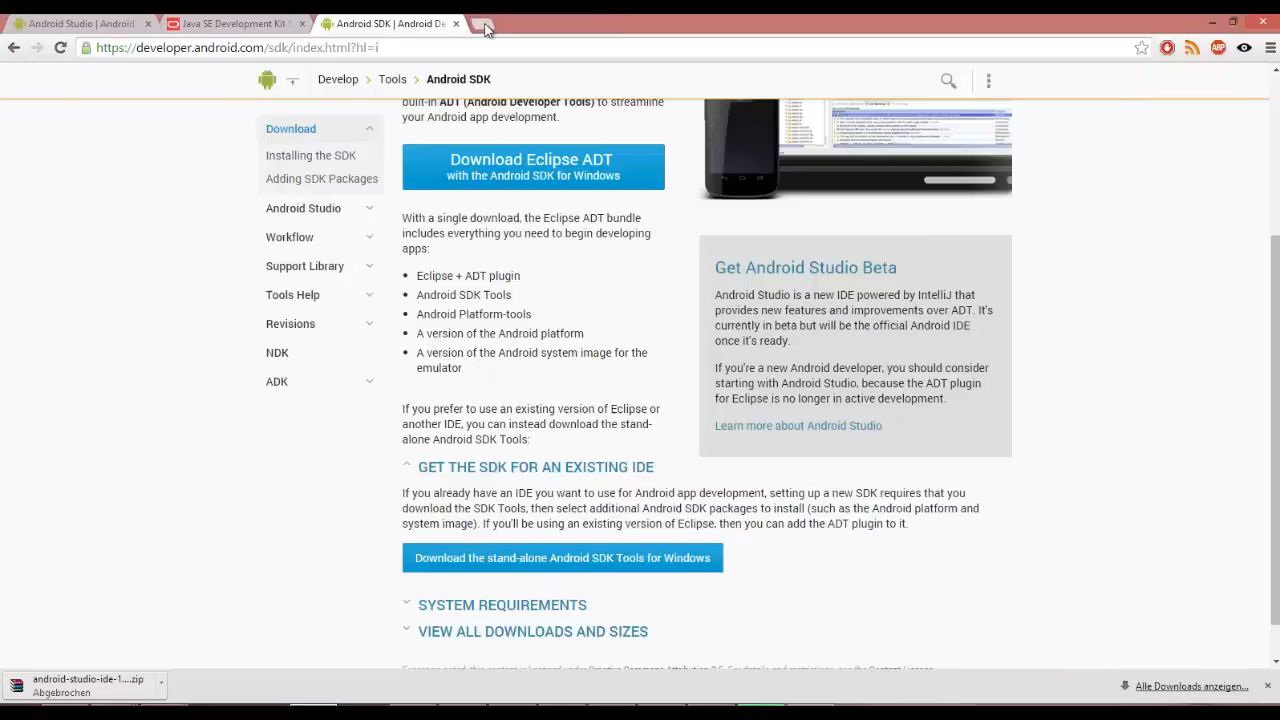 Android Studio | Android
Java SE Development Kit
Android SDK | Android De
https://developer.android.com/sdk/index.html?hl=i
ABP
Develop > Tools > Android SDK
built-in ADT (Android Developer Tools) to streamline
your Android app development.
Download
Installing the SDK
Adding SDK Packages
Android Studio
Workflow
Support Library
Tools Help
Revisions
NDK
ADK
Download Eclipse ADT
with the Android SDK for Windows
With a single download, the Eclipse ADT bundle
includes everything you need to begin developing
apps:
• Eclipse + ADT plugin
• Android SDK Tools
• Android Platform-tools
• A version of the Android platform
• A version of the Android system image for the
emulator
If you prefer to use an existing version of Eclipse or
another IDE, you can instead download the stand-
alone Android SDK Tools:
Get Android Studio Beta
Android Studio is a new IDE powered by IntelliJ that
provides new features and improvements over ADT. It's
currently in beta but will be the official Android IDE
once it's ready.
If you're a new Android developer, you should consider
starting with Android Studio, because the ADT plugin
for Eclipse is no longer in active development.
Learn more about Android Studio
GET THE SDK FOR AN EXISTING IDE
If you already have an IDE you want to use for Android app development, setting up a new SDK requires that you
download the SDK Tools, then select additional Android SDK packages to install (such as the Android platform and
system image). If you'll be using an existing version of Eclipse, then you can add the ADT plugin to it.
Download the stand-alone Android SDK Tools for Windows
SYSTEM REQUIREMENTS
VIEW ALL DOWNLOADS AND SIZES
android-studio-ide-1....zip
Abgebrochen
Alle Downloads anzeigen...